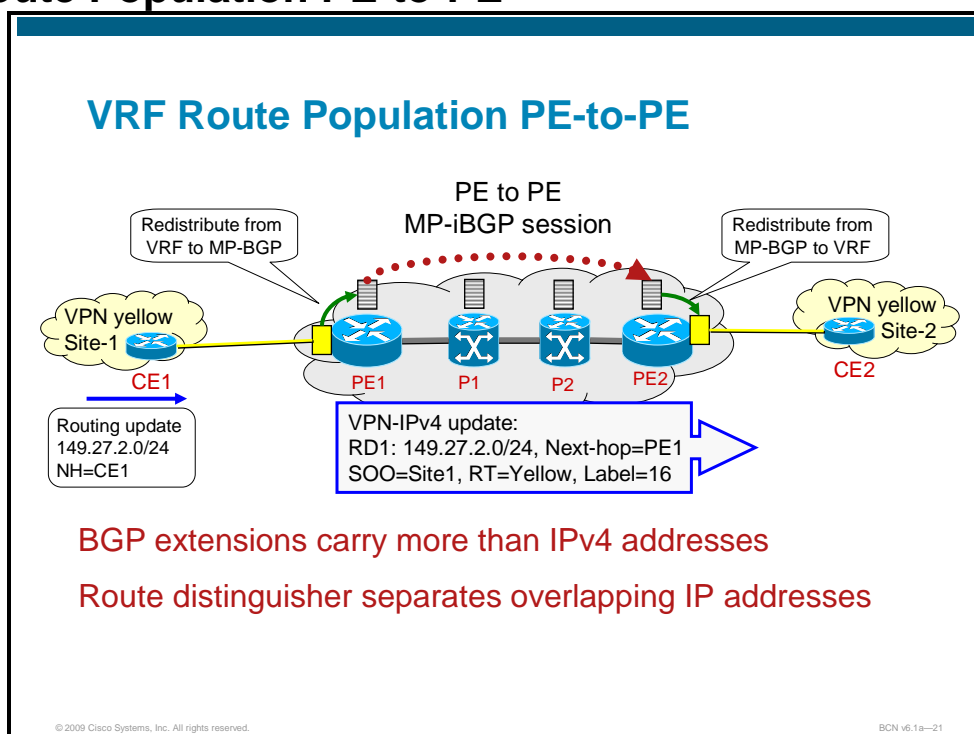 VRF Route Population PE-to-PE
PE to PE
MP-iBGP session
Redistribute from
VRF to MP-BGP
Redistribute from
MP-BGP to VRF
VPN yellow
Site-1
VPN yellow
Site-2
CE1
PE1
P1
P2
PE2
CE2
Routing update
149.27.2.0/24
NH=CE1
VPN-IPv4 update:
RD1: 149.27.2.0/24, Next-hop=PE1
SOO=Site1, RT=Yellow, Label=16
BGP extensions carry more than IPv4 addresses
Route distinguisher separates overlapping IP addresses
© 2009 Cisco Systems, Inc. All rights reserved.
BCN v6.1a—21